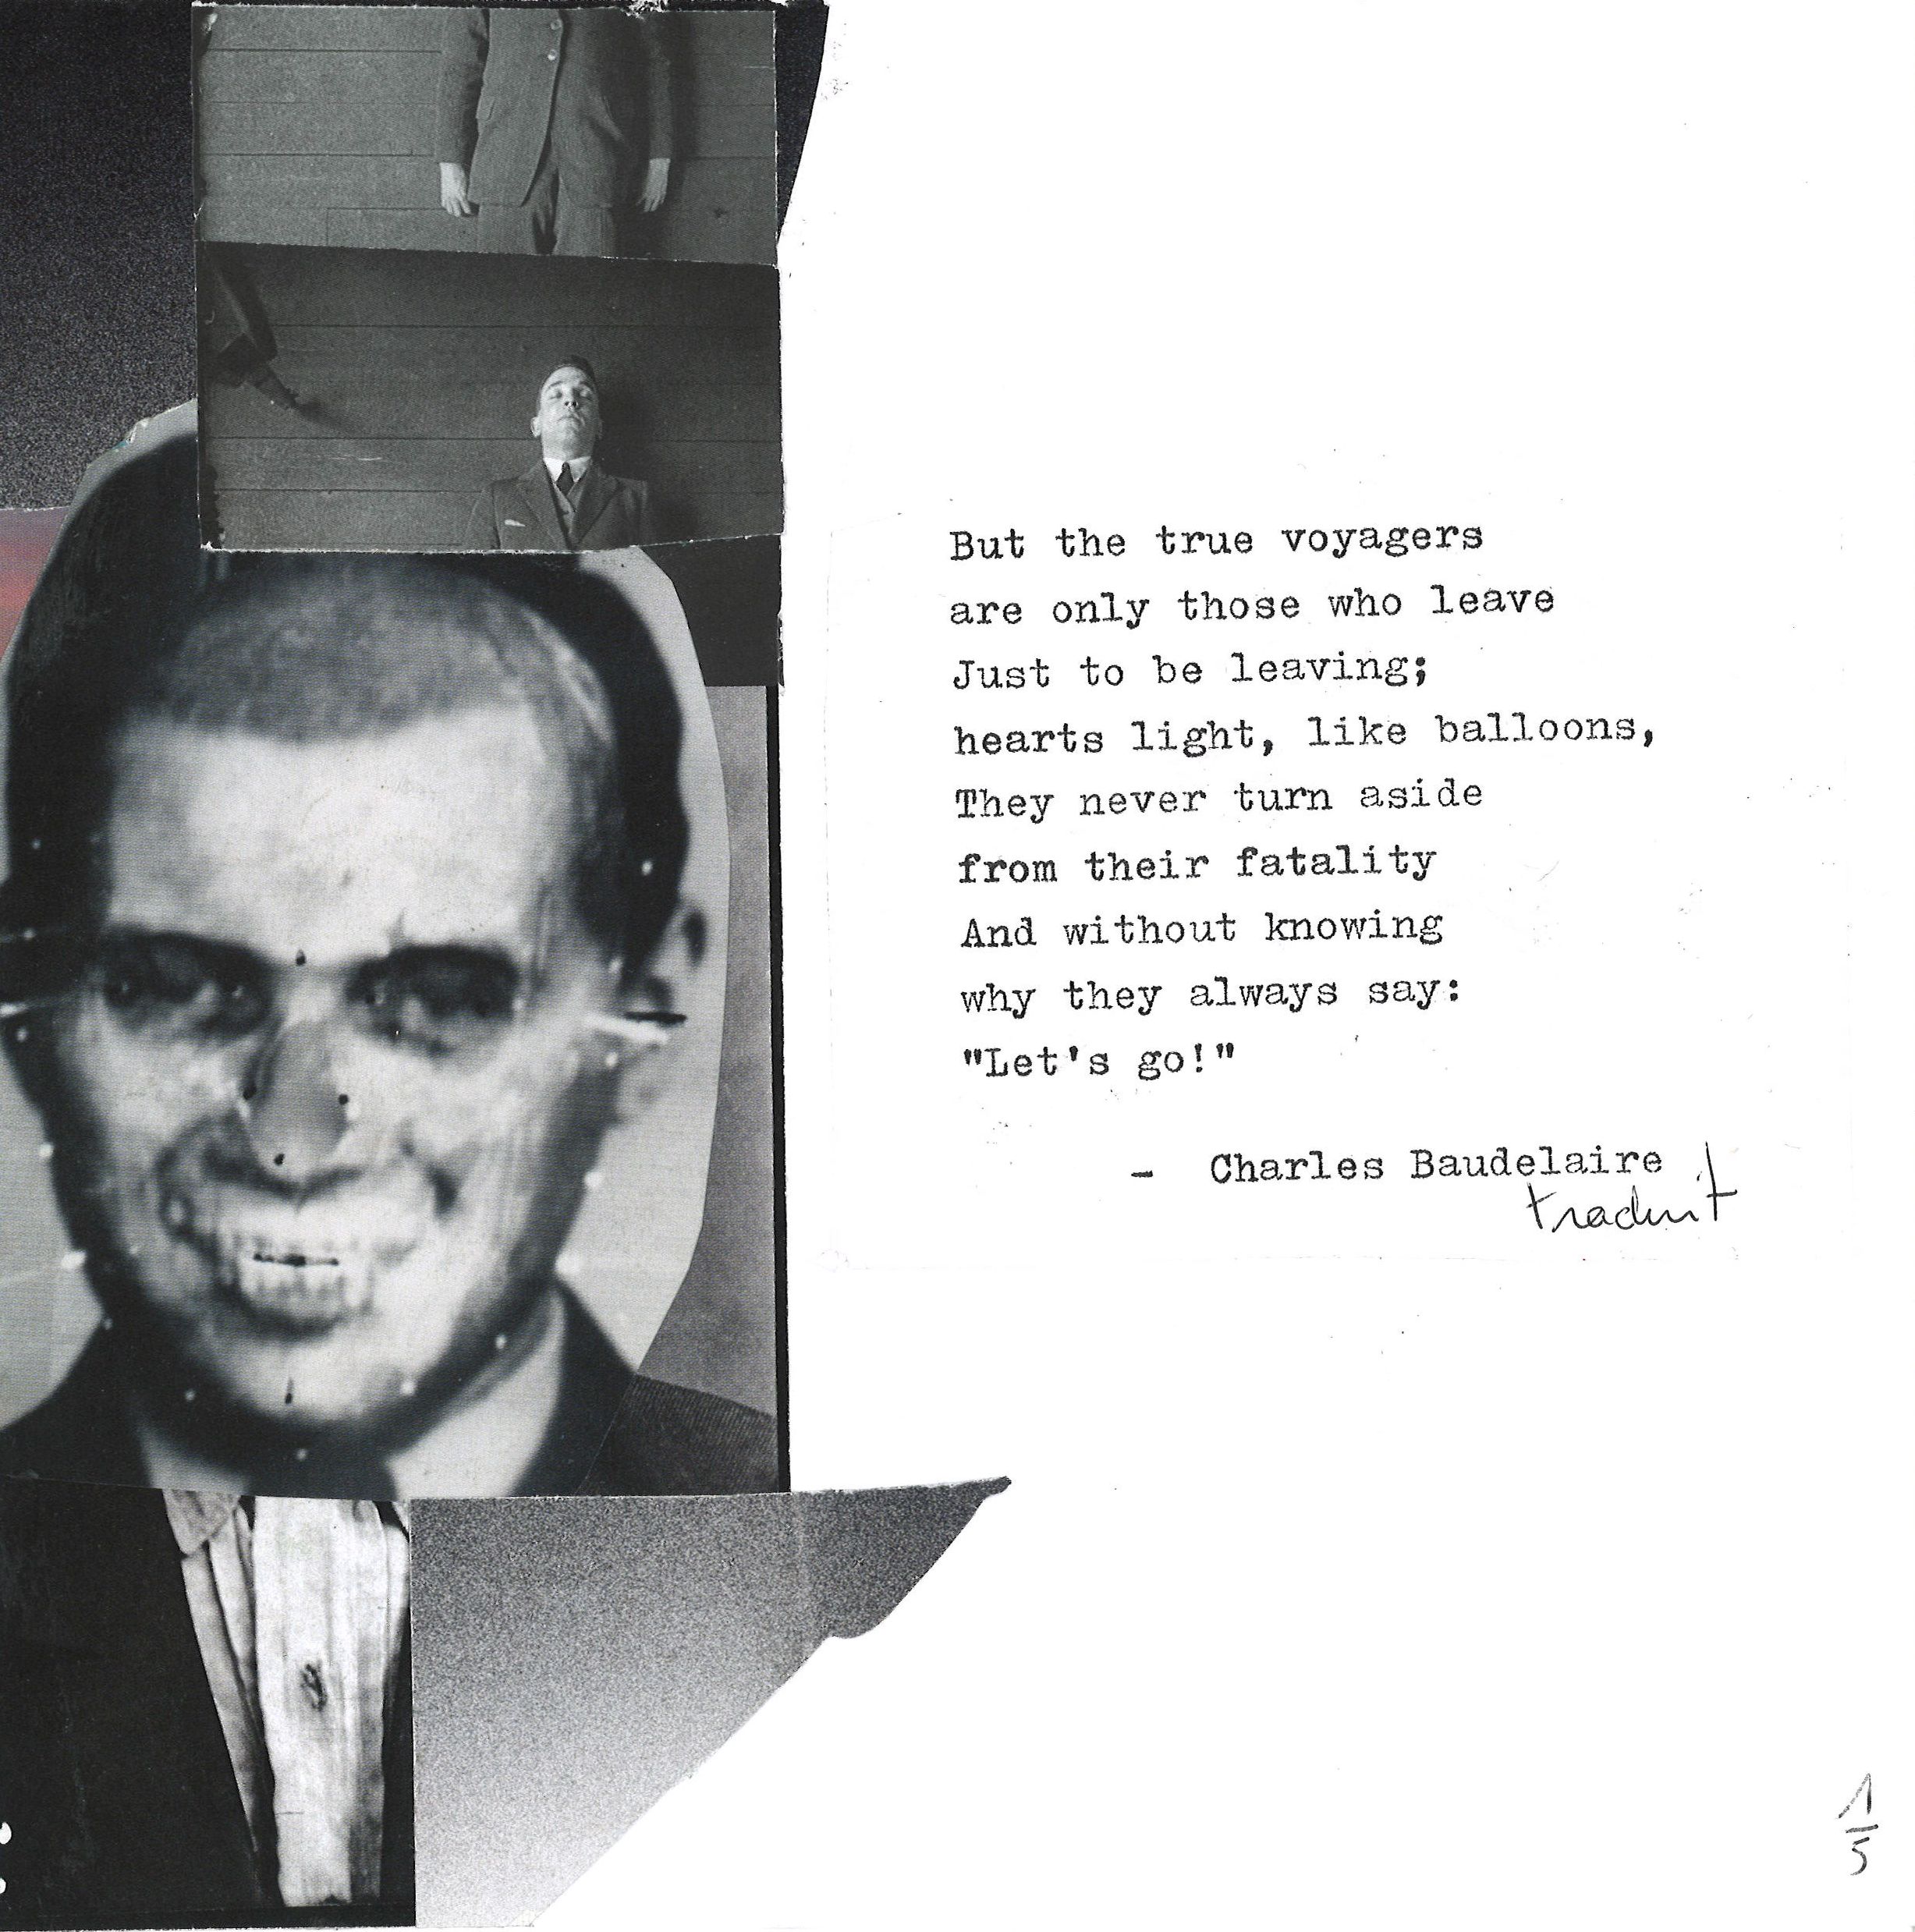 But the true voyagers
are only those who leave
Just to be leaving;
hearts light, like balloons,
They never turn aside
from their fatality
And without knowing
why they always say:
"Let's go!"
- Charles Baudelaire
traduit
1
5